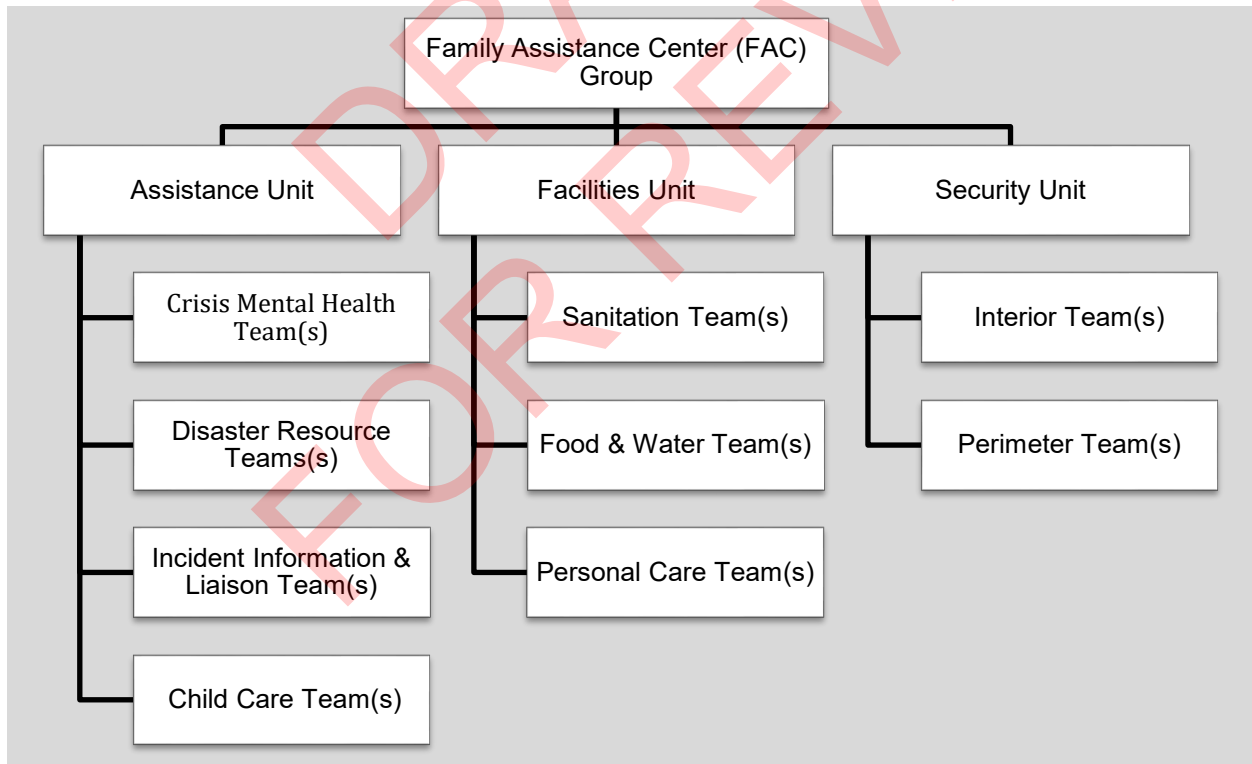 Family Assistance Center (FAC)
Group
Assistance Unit
Crisis Mental Health
Team(s)
Disaster Resource
Teams(s)
Incident Information &
Liaison Team(s)
Child Care Team(s)
Facilities Unit
Sanitation Team(s)
Food & Water Team(s)
Personal Care Team(s)
Security Unit
Interior Team(s)
Perimeter Team(s)
FOR REV